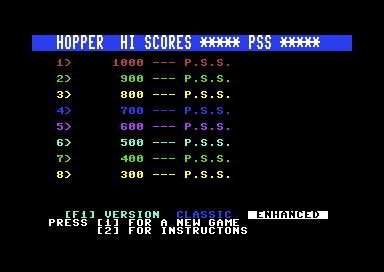 HOPPER HI SCORES ***** PSS *****
1> 1000 --- P.S.S.
2> 900 --- P.S.S.
3> 800 --- P.S.S.
4> 700 --- P.S.S.
5> 600 --- P.S.S.
6> 500 --- P.S.S.
7> 400 --- P.S.S.
8> 300 --- P.S.S.
[F1] VERSION CLASSIC ENHANCED
PRESS [1] FOR A NEW GAME
[2] FOR INSTRUCTONS